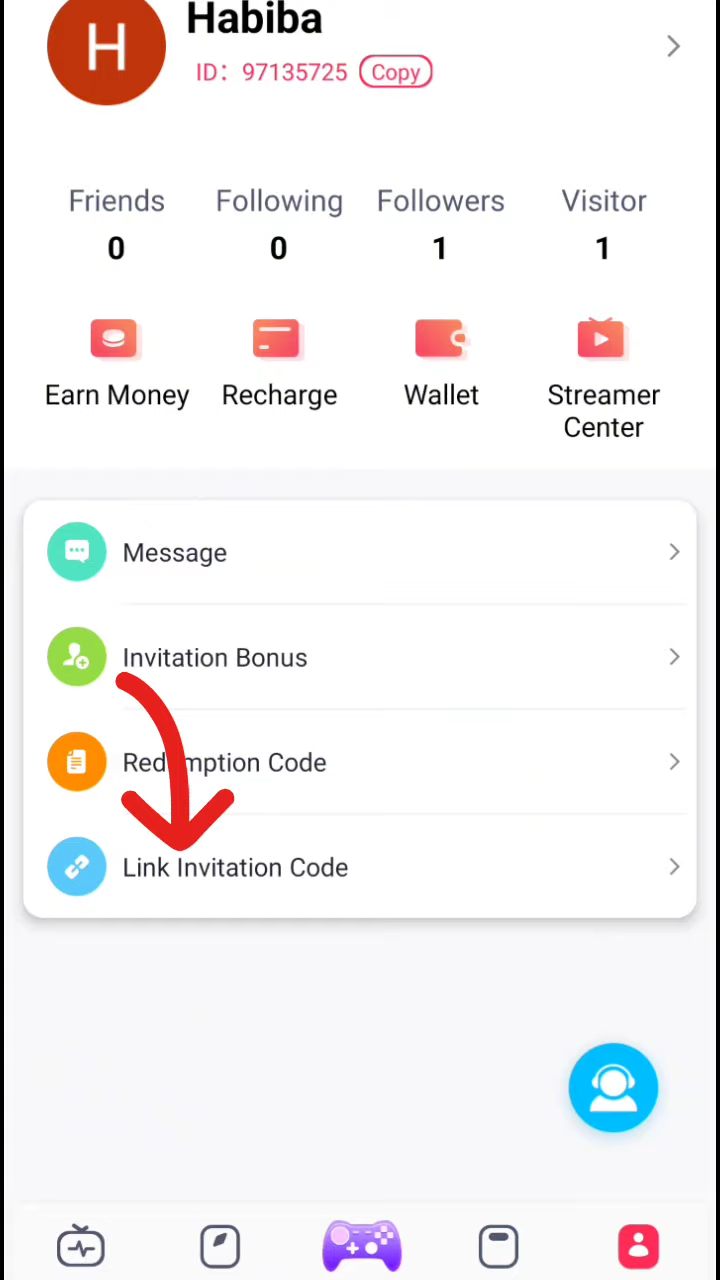 H
Habiba
ID: 97135725 Copy
Friends Following Followers Visitor
0 0 1 1
Earn Money Recharge Wallet Streamer
Center
Message
Invitation Bonus
Redemption Code
Link Invitation Code